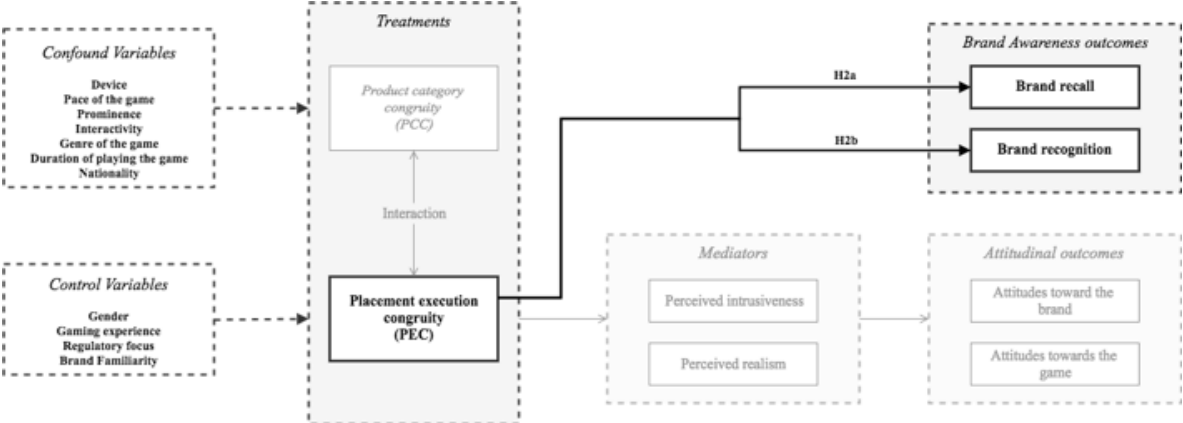 Treatments
Confound Variables
Device
Pace of the game
Prominence
Interactivity
Genre of the game
Duration of playing the game
Nationality
Product category
congruity
(PCC)
Interaction
Control Variables
Gender
Gaming experience
Regulatory focus
Brand Familiarity
Placement execution
congruity
(PEC)
H2a
H2b
Brand Awareness outcomes
Brand recall
Brand recognition
Mediators
Perceived intrusiveness
Perceived realism
Attitudinal outcomes
Attitudes toward the
brand
Attitudes towards the
game